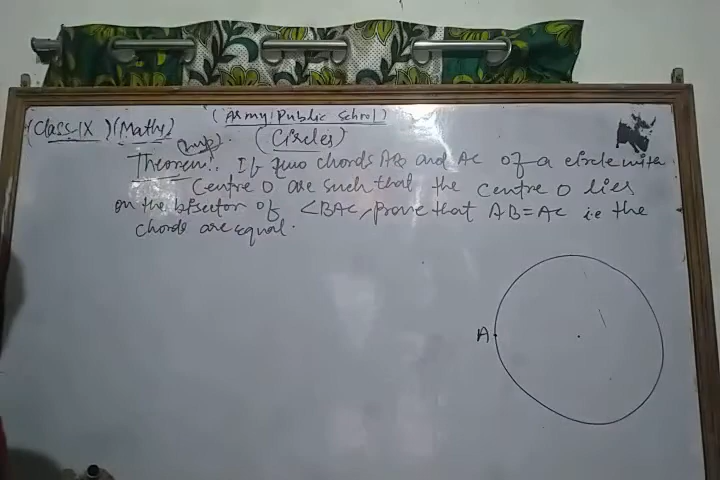 (Army Public School)
(Class-IX) (Maths)
(Imp). (Circles)
Theorem:. If two chords AB and AC of a circle with
Centre O are such that the centre O lies
on the bisector of ∠BAC, prove that AB=AC i.e the
chords are equal.
A